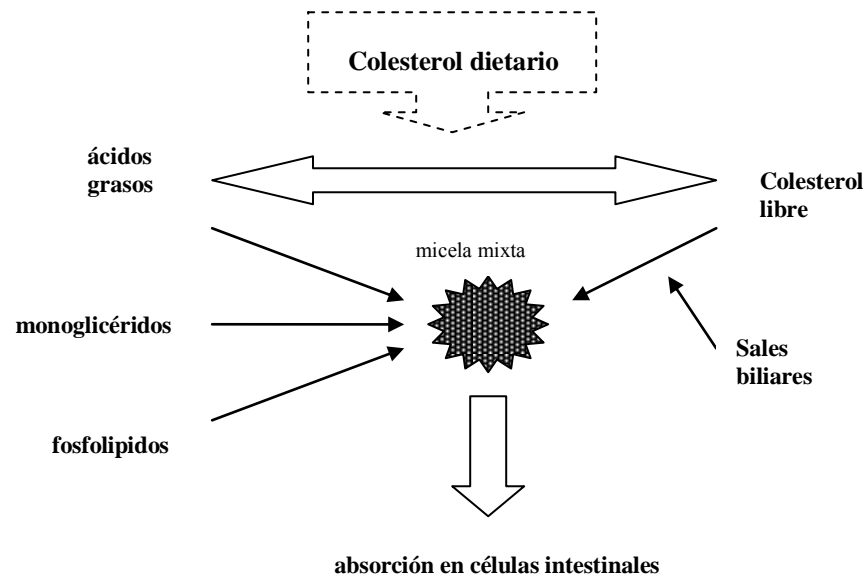 Colesterol dietario
ácidos
grasos
Colesterol
libre
micela mixta
monoglicéridos
Sales
biliares
fosfolipidos
absorción en células intestinales